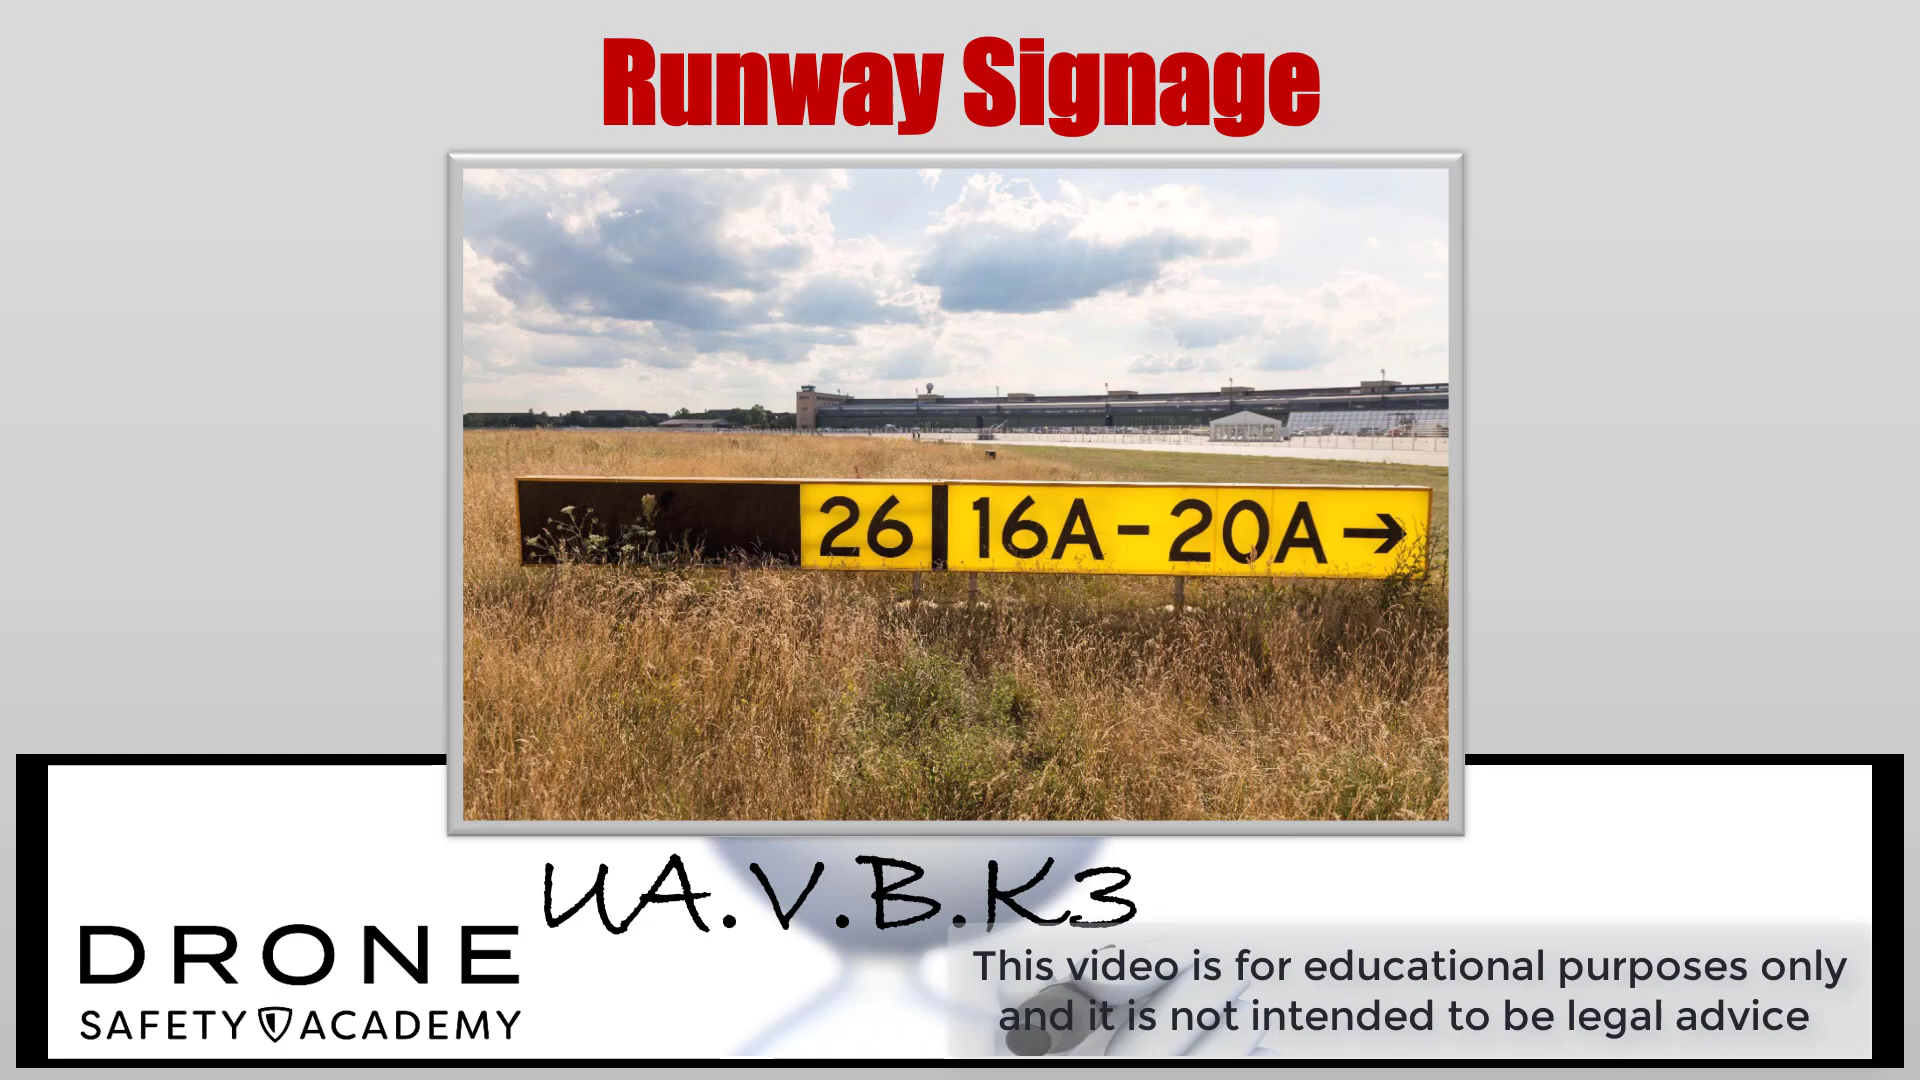 Runway Signage
26 16A-20A→
UA.V.B.K3
DRONE
SAFETY ACADEMY
This video is for educational purposes only
and it is not intended to be legal advice